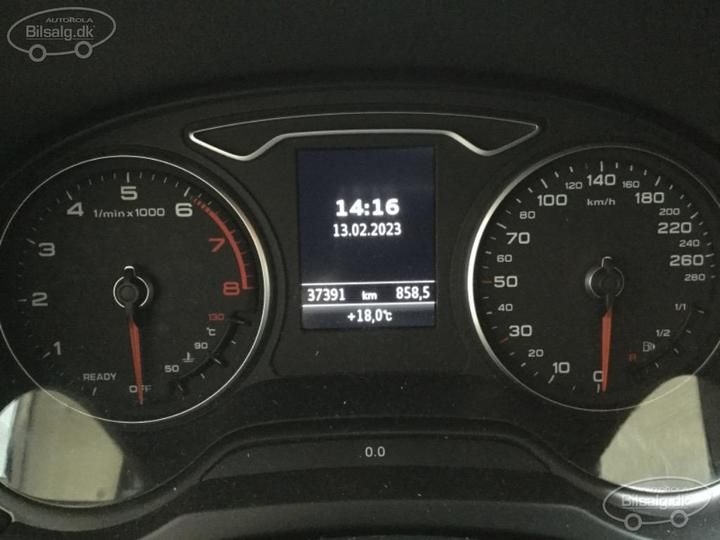 AUTOROLA
Bilsalg.dk
1/min x 1000
1 2 3 4 5 6 7 8
READY OFF
50 90 130
°C
14:16
13.02.2023
37391 km 858,5
+18,0°C
km/h
0 10 20 30 40 50 60 70 80 100 120 140 160 180 200 220 240 260 280
R 1/2 1/1
0.0
AUTOROLA
Bilsalg.dk